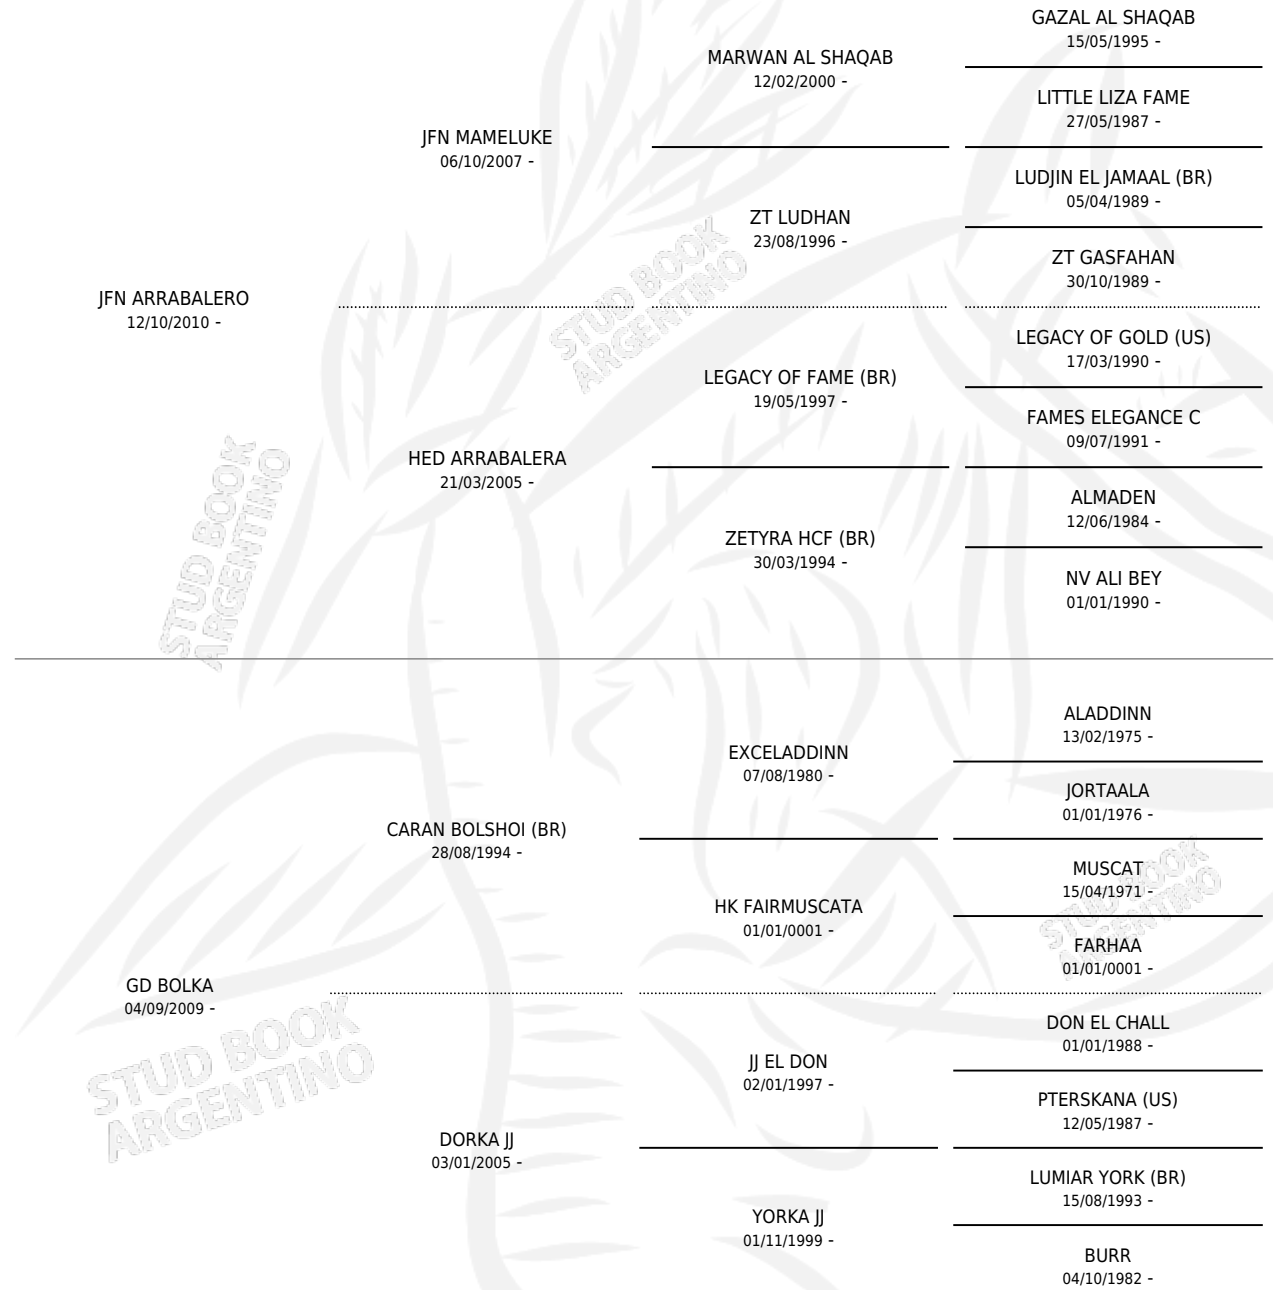 GAZAL AL SHAQAB
15/05/1995 -
MARWAN AL SHAQAB
12/02/2000 -
LITTLE LIZA FAME
27/05/1987 -
JFN MAMELUKE
06/10/2007 -
LUDJIN EL JAMAAL (BR)
05/04/1989 -
ZT LUDHAN
23/08/1996 -
ZT GASFAHAN
30/10/1989 -
JFN ARRABALERO
12/10/2010 -
STUD BOOK
ARGENTINO
LEGACY OF GOLD (US)
17/03/1990 -
LEGACY OF FAME (BR)
19/05/1997 -
FAMES ELEGANCE C
09/07/1991 -
HED ARRABALERA
21/03/2005 -
ALMADEN
12/06/1984 -
ZETYRA HCF (BR)
30/03/1994 -
NV ALI BEY
01/01/1990 -
STUD BOOK
ARGENTINO
ALADDINN
13/02/1975 -
EXCELADDINN
07/08/1980 -
JORTAALA
01/01/1976 -
CARAN BOLSHOI (BR)
28/08/1994 -
MUSCAT
15/04/1971 -
HK FAIRMUSCATA
01/01/0001 -
FARHAA
01/01/0001 -
STUD BOOK
ARGENTINO
GD BOLKA
04/09/2009 -
DON EL CHALL
01/01/1988 -
JJ EL DON
02/01/1997 -
PTERSKANA (US)
12/05/1987 -
STUD BOOK
ARGENTINO
DORKA JJ
03/01/2005 -
LUMIAR YORK (BR)
15/08/1993 -
YORKA JJ
01/11/1999 -
BURR
04/10/1982 -